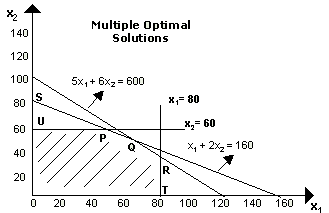 x₂
Multiple Optimal
Solutions
140
120
100
80
60
40
20
0
5x₁ + 6x₂ = 600
x₁= 80
x₂= 60
x₁ + 2x₂ = 160
S
U
P
Q
R
T
20
40
60
80
100
120
140
160
x₁